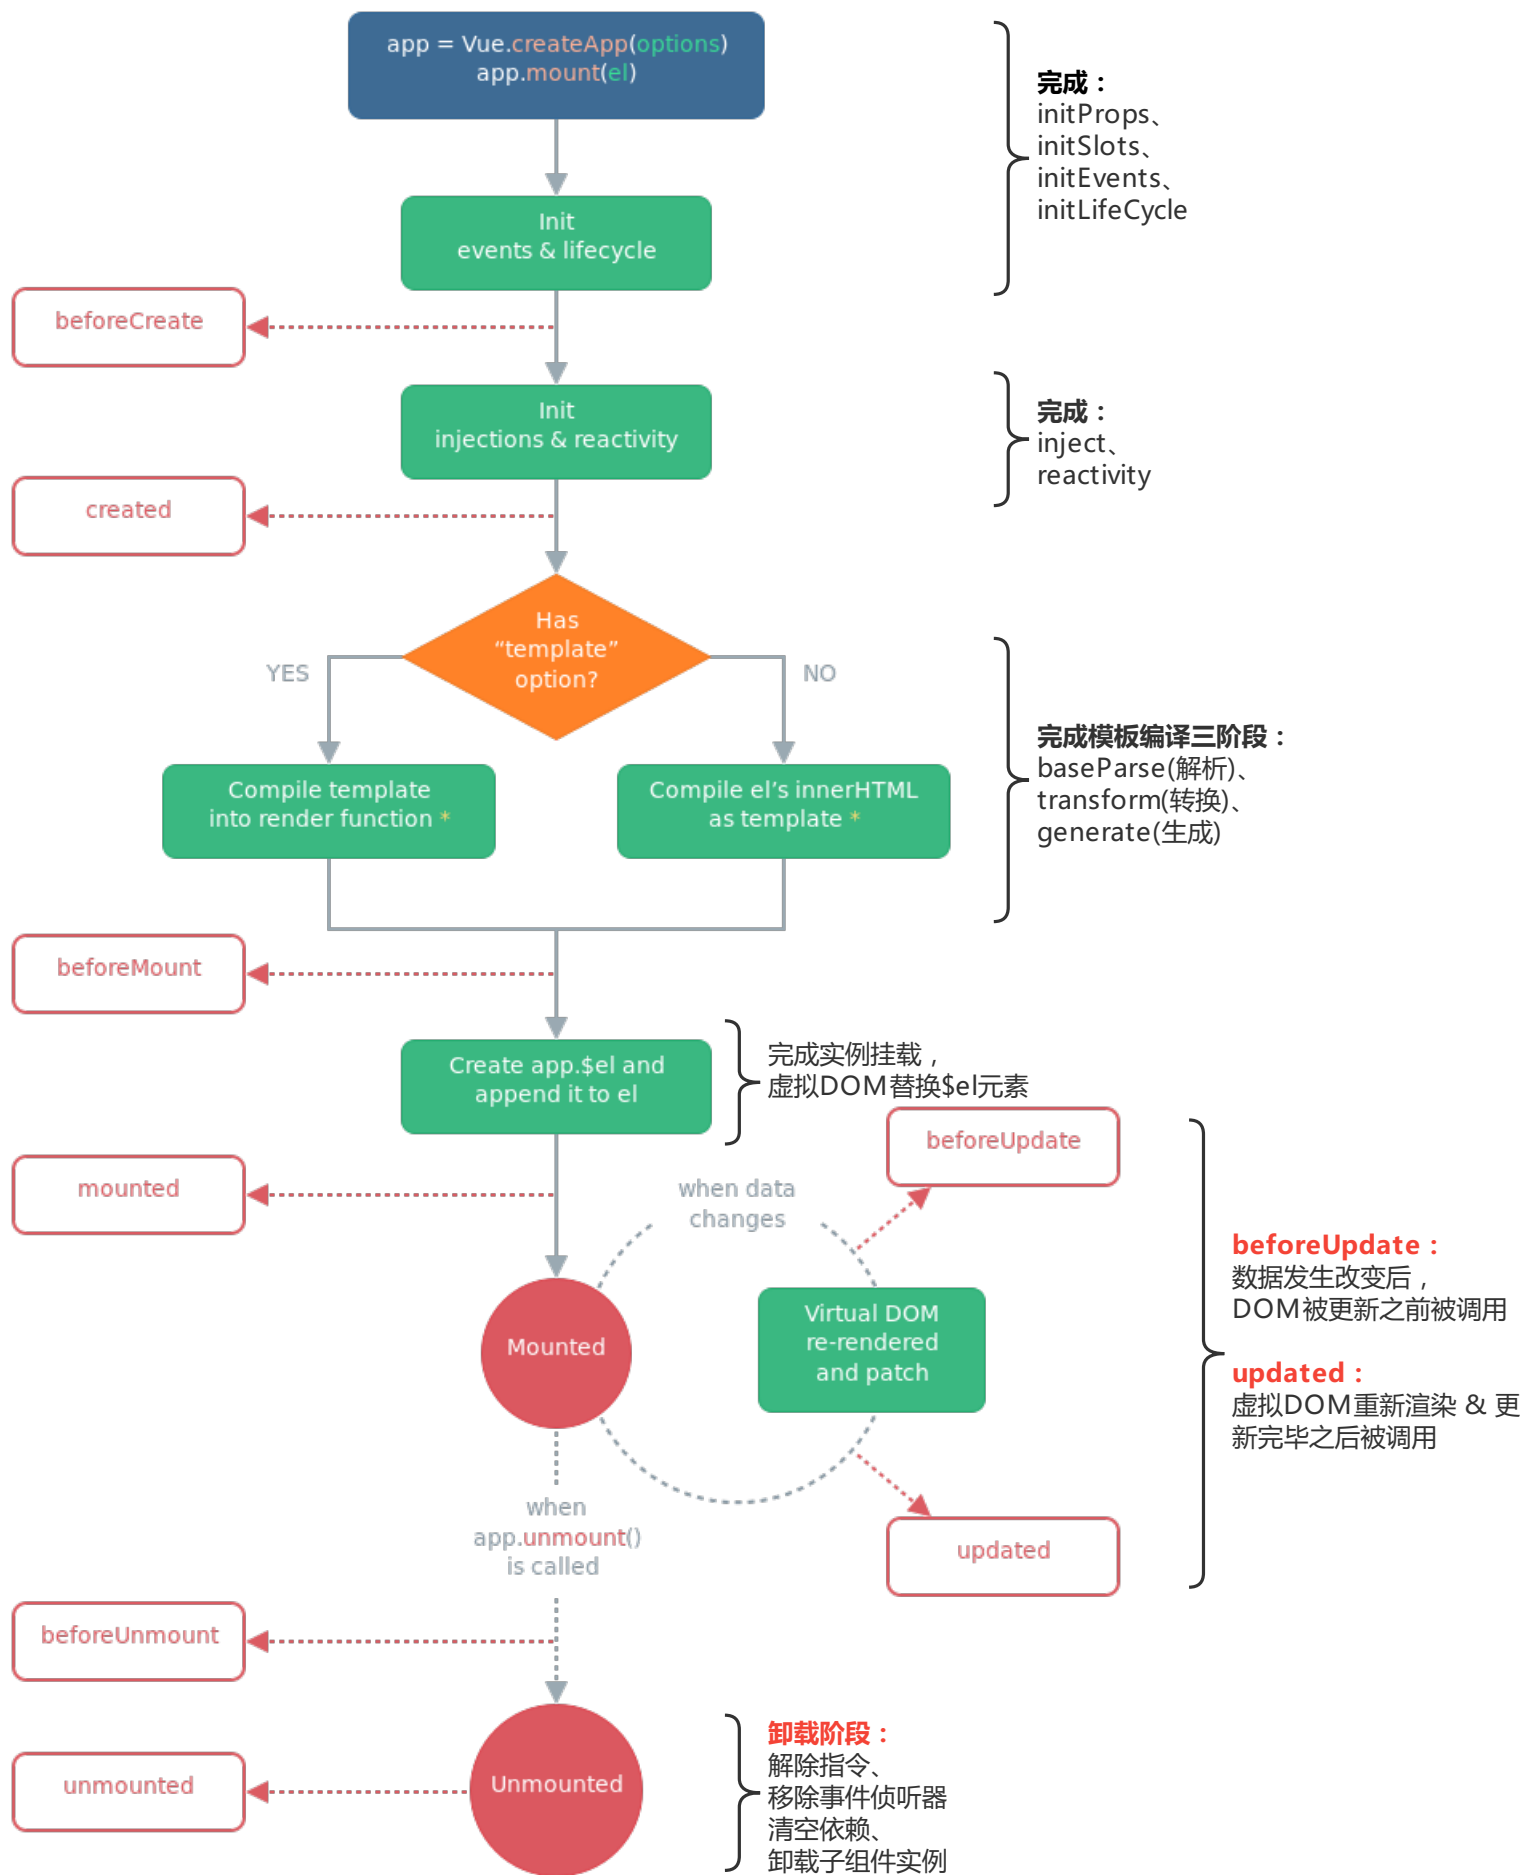 app = Vue.createApp(options)
app.mount(el)
完成：
initProps、
initSlots、
initEvents、
initLifeCycle
Init
events & lifecycle
beforeCreate
Init
injections & reactivity
完成：
inject、
reactivity
created
Has
“template”
option?
YES
NO
完成模板编译三阶段：
baseParse(解析)、
transform(转换)、
generate(生成)
Compile template
into render function *
Compile el’s innerHTML
as template *
beforeMount
Create app.$el and
append it to el
完成实例挂载，
虚拟DOM替换$el元素
mounted
when data
changes
beforeUpdate
Mounted
Virtual DOM
re-rendered
and patch
beforeUpdate：
数据发生改变后，
DOM被更新之前被调用
updated：
虚拟DOM重新渲染 & 更
新完毕之后被调用
when
app.unmount()
is called
updated
beforeUnmount
Unmounted
unmounted
卸载阶段：
解除指令、
移除事件侦听器
清空依赖、
卸载子组件实例